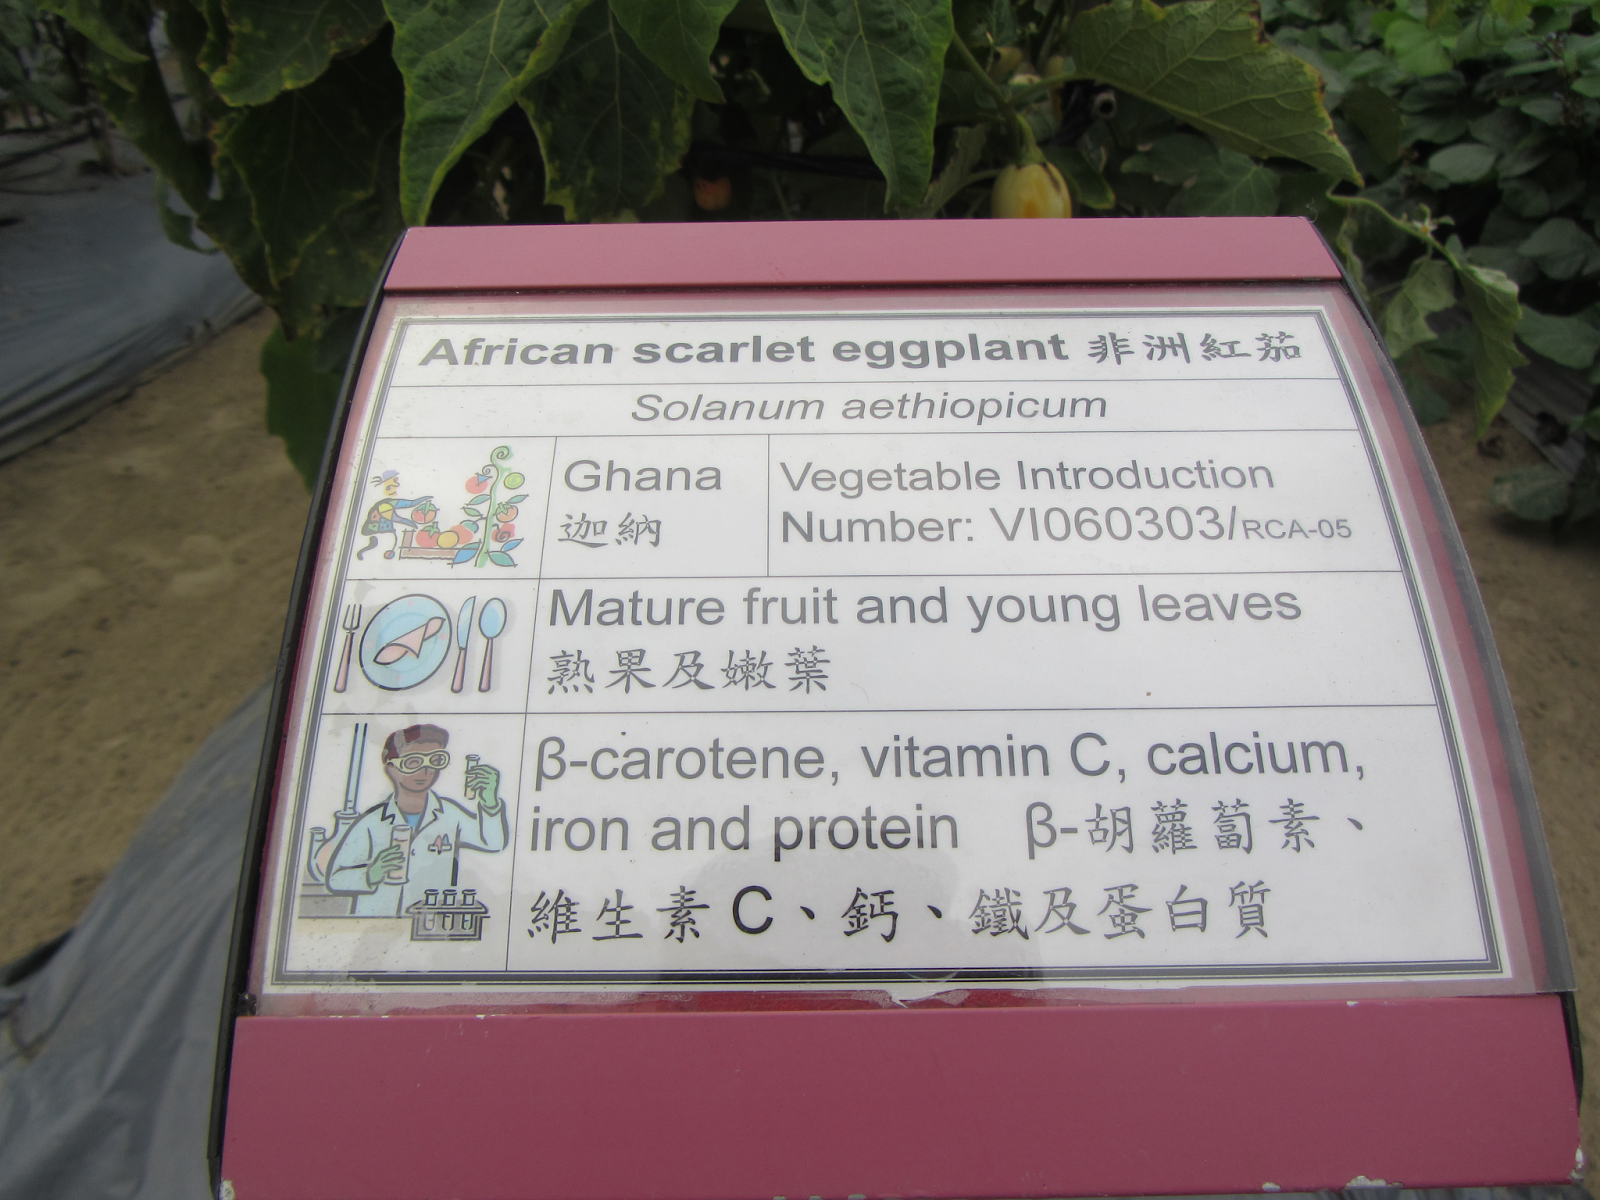 African scarlet eggplant 非洲紅茄
Solanum aethiopicum
Ghana
迦納
Vegetable Introduction
Number: VI060303/RCA-05
Mature fruit and young leaves
熟果及嫩葉
β-carotene, vitamin C, calcium,
iron and protein β-胡蘿蔔素、
維生素 C、鈣、鐵及蛋白質